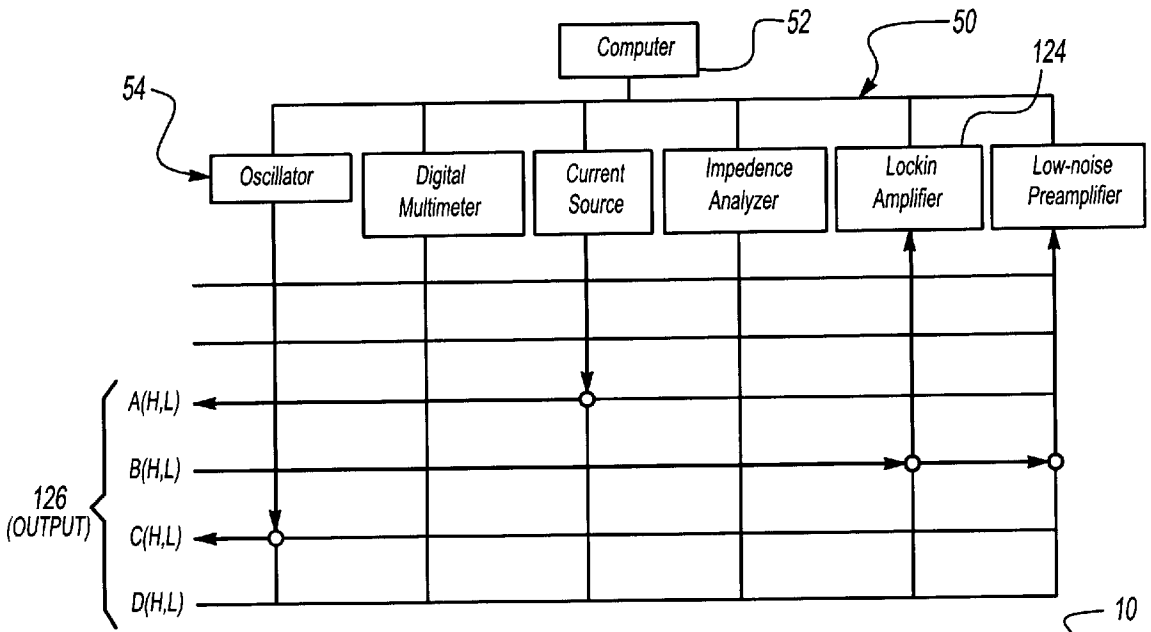 52
50
Computer
124
54
Oscillator
Digital
Multimeter
Current
Source
Impedence
Analyzer
Lockin
Amplifier
Low-noise
Preamplifier
A(H,L)
B(H,L)
126
(OUTPUT)
C(H,L)
D(H,L)
10